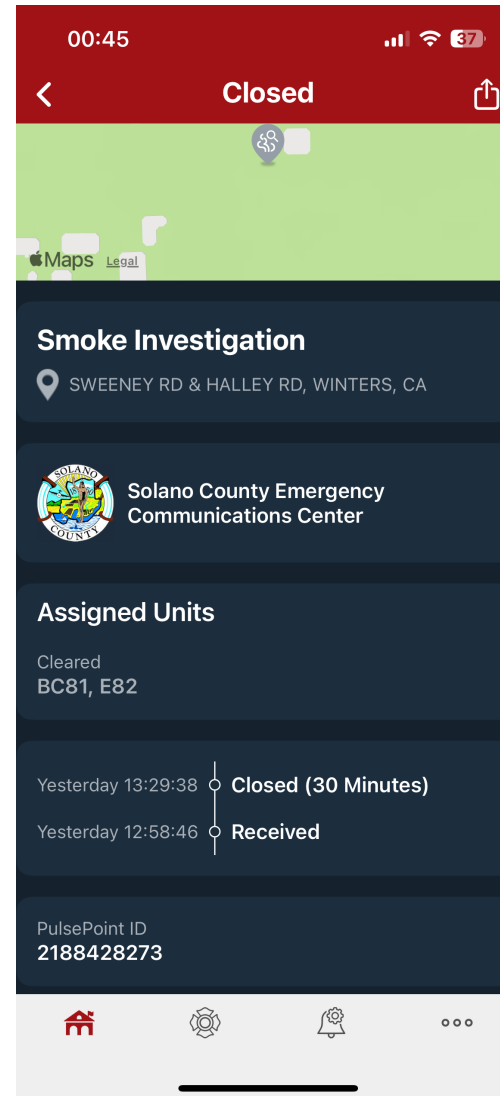 00:45
37
Closed
Maps Legal
Smoke Investigation
SWEENEY RD & HALLEY RD, WINTERS, CA
SOLANO
COUNTY
Solano County Emergency
Communications Center
Assigned Units
Cleared
BC81, E82
Yesterday 13:29:38 Closed (30 Minutes)
Yesterday 12:58:46 Received
PulsePoint ID
2188428273